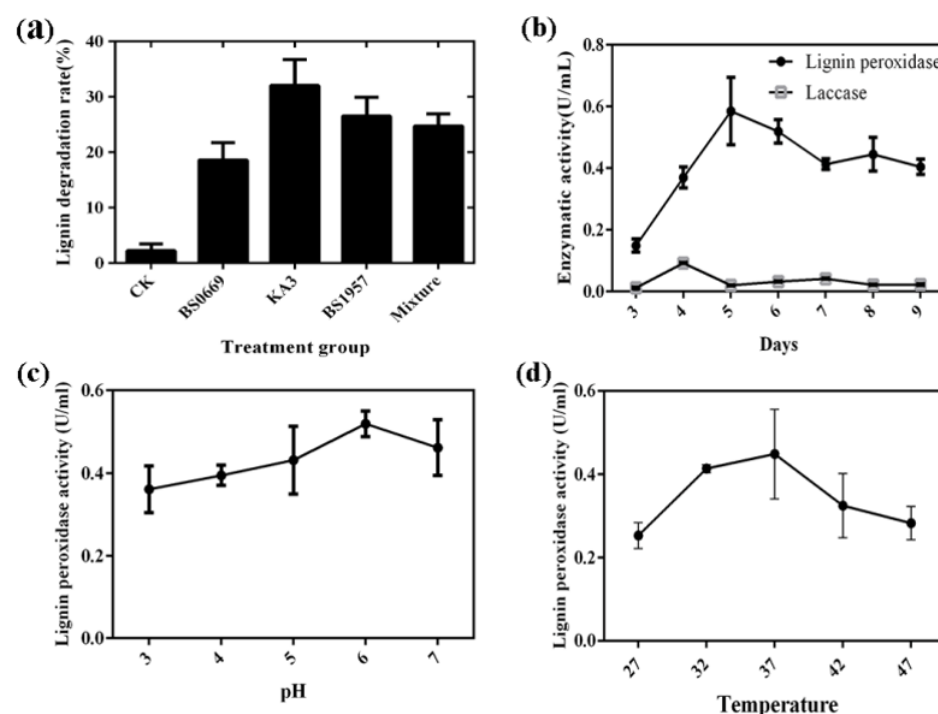 (a)
Lignin degradation rate(%)
40
30
20
10
0
CK
BS0669
KA3
BS1957
Mixture
Treatment group
(b)
Enzymatic activity(U/mL)
0.8
0.6
0.4
0.2
0.0
Lignin peroxidase
Laccase
3
4
5
6
7
8
9
Days
(c)
Lignin peroxidase activity (U/ml)
0.6
0.4
0.2
0.0
3
4
5
6
7
pH
(d)
Lignin peroxidase activity (U/ml)
0.6
0.4
0.2
0.0
27
32
37
42
47
Temperature